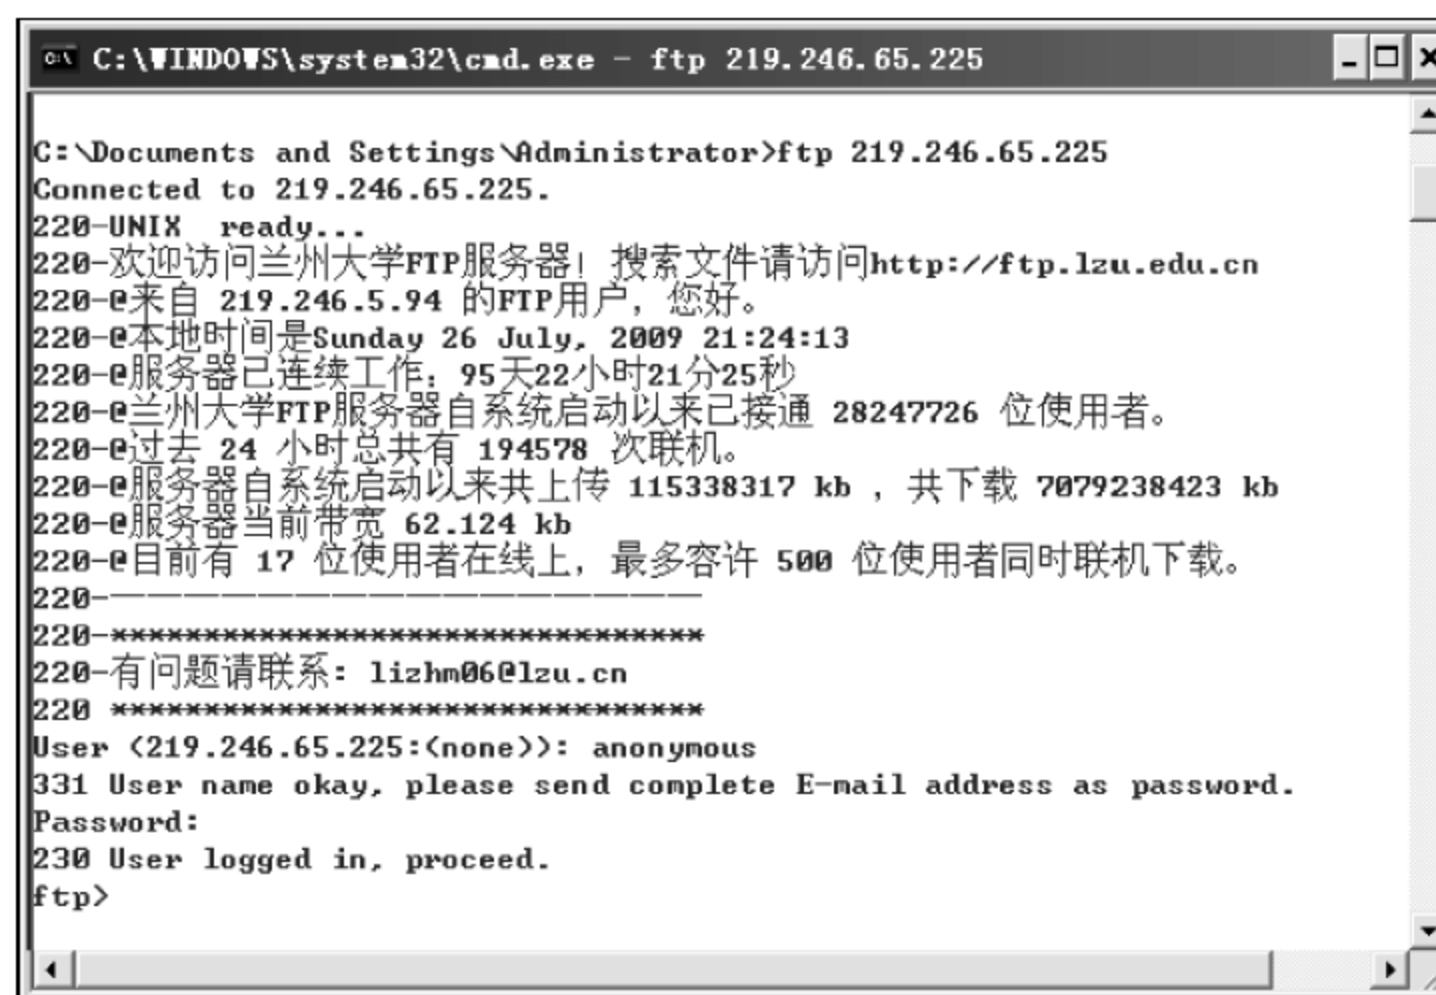 C:\WINDOWS\system32\cmd.exe - ftp 219.246.65.225
C:\Documents and Settings\Administrator>ftp 219.246.65.225
Connected to 219.246.65.225.
220-UNIX  ready...
220-欢迎访问兰州大学FTP服务器! 搜索文件请访问http://ftp.lzu.edu.cn
220-@来自 219.246.5.94 的FTP用户, 您好。
220-@本地时间是Sunday 26 July, 2009 21:24:13
220-@服务器已连续工作: 95天22小时21分25秒
220-@兰州大学FTP服务器自系统启动以来已接通 28247726 位使用者。
220-@过去 24 小时总共有 194578 次联机。
220-@服务器自系统启动以来共上传 115338317 kb , 共下载 7079238423 kb
220-@服务器当前带宽 62.124 kb
220-@目前有 17 位使用者在线上, 最多容许 500 位使用者同时联机下载。
220-————————————————
220-********************************
220-有问题请联系: lizhm06@lzu.cn
220 ********************************
User (219.246.65.225:(none)): anonymous
331 User name okay, please send complete E-mail address as password.
Password:
230 User logged in, proceed.
ftp>